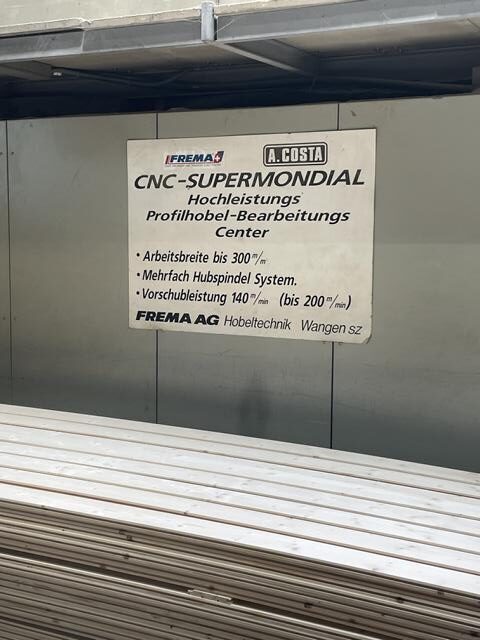 FREMA
A. COSTA
CNC-SUPERMONDIAL
Hochleistungs
Profilhobel-Bearbeitungs
Center
• Arbeitsbreite bis 300 m/m
• Mehrfach Hubspindel System.
• Vorschubleistung 140 m/min (bis 200 m/min)
FREMA AG Hobeltechnik Wangen SZ